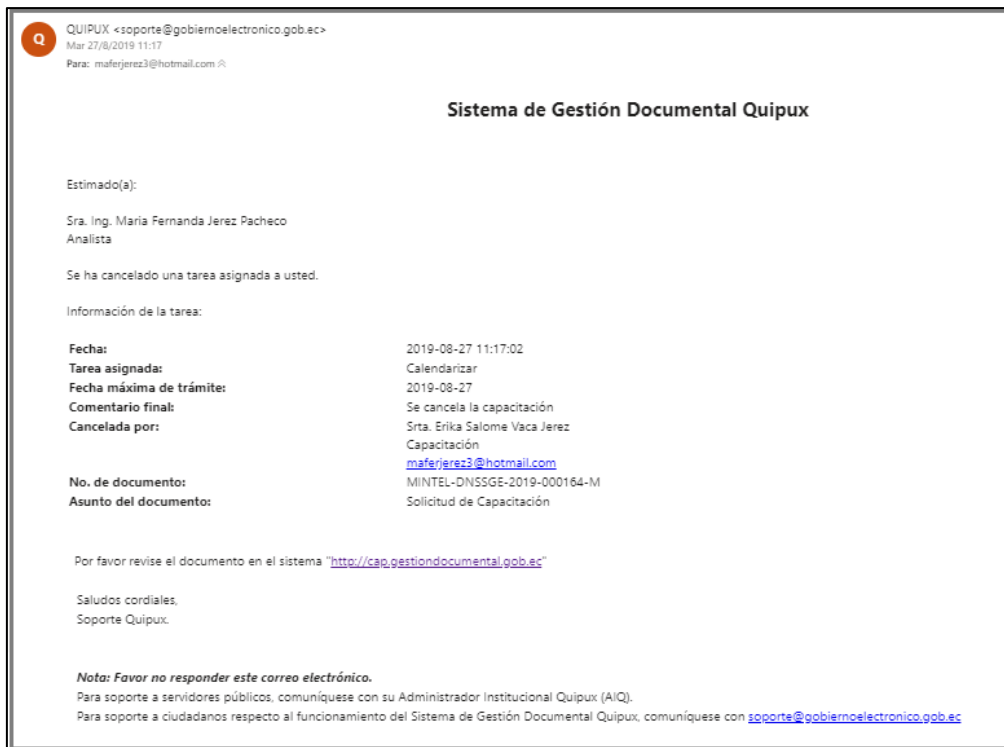 Q
QUIPUX <soporte@gobiernoelectronico.gob.ec>
Mar 27/8/2019 11:17
Para: maferjerez3@hotmail.com
Sistema de Gestión Documental Quipux
Estimado(a):
Sra. Ing. Maria Fernanda Jerez Pacheco
Analista
Se ha cancelado una tarea asignada a usted.
Información de la tarea:
Fecha: 2019-08-27 11:17:02
Tarea asignada: Calendarizar
Fecha máxima de trámite: 2019-08-27
Comentario final: Se cancela la capacitación
Cancelada por: Srta. Erika Salome Vaca Jerez
Capacitación
maferjerez3@hotmail.com
No. de documento: MINTEL-DNSSGE-2019-000164-M
Asunto del documento: Solicitud de Capacitación
Por favor revise el documento en el sistema "http://cap.gestiondocumental.gob.ec"
Saludos cordiales,
Soporte Quipux.
Nota: Favor no responder este correo electrónico.
Para soporte a servidores públicos, comuníquese con su Administrador Institucional Quipux (AIQ).
Para soporte a ciudadanos respecto al funcionamiento del Sistema de Gestión Documental Quipux, comuníquese con soporte@gobiernoelectronico.gob.ec